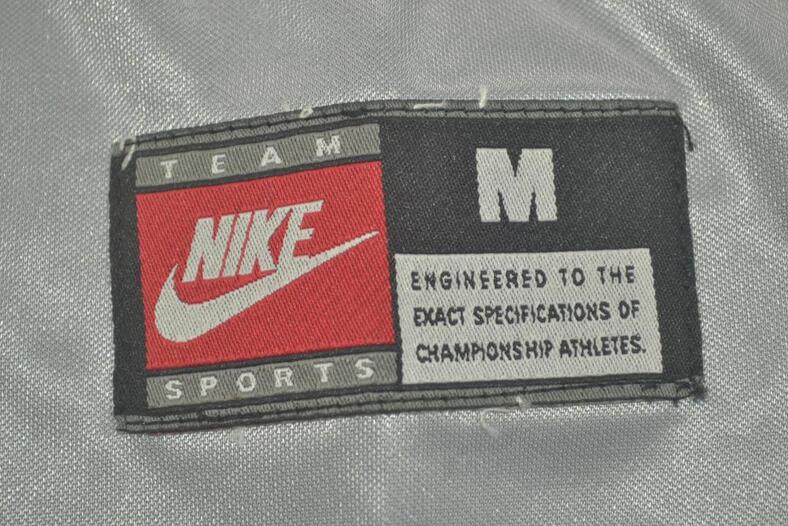 TEAM
NIKE
SPORTS
M
ENGINEERED TO THE
EXACT SPECIFICATIONS OF
CHAMPIONSHIP ATHLETES.